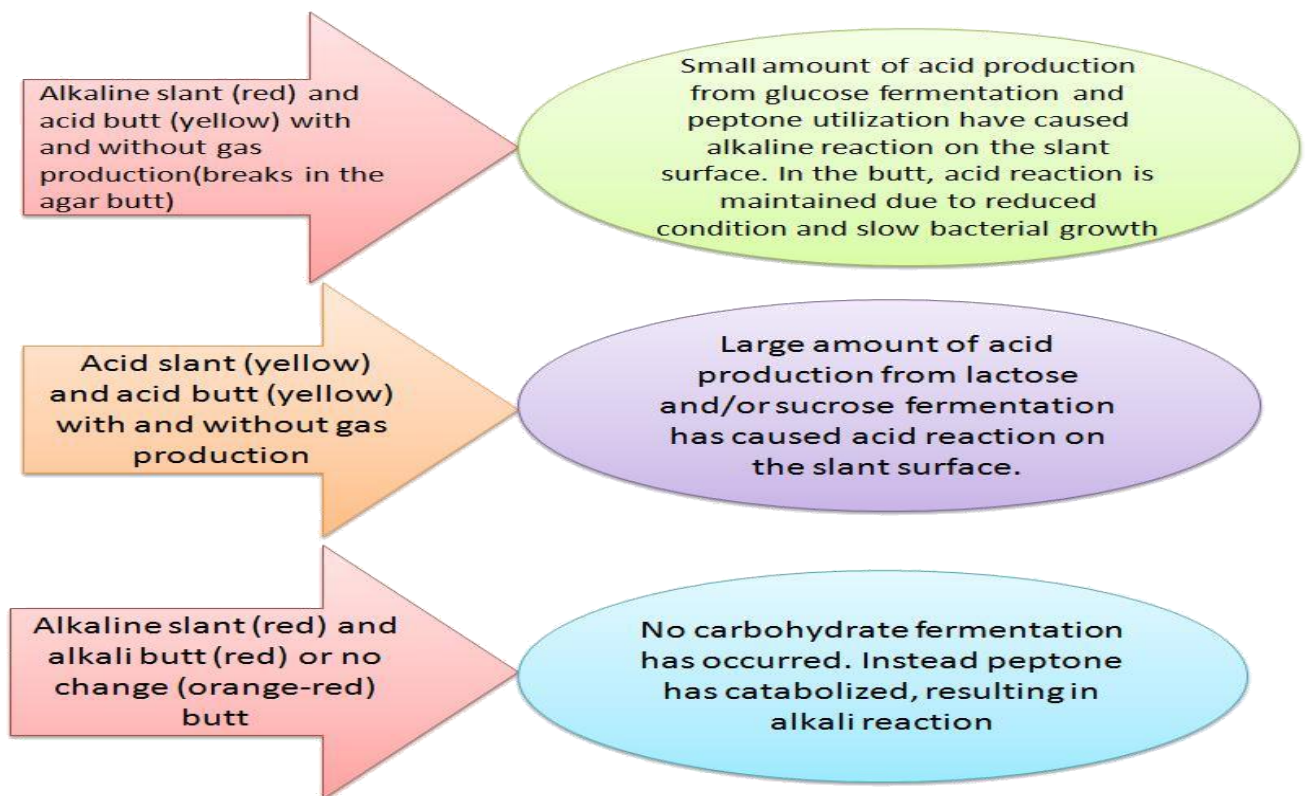 Alkaline slant (red) and
acid butt (yellow) with
and without gas
production(breaks in the
agar butt)
Small amount of acid production
from glucose fermentation and
peptone utilization have caused
alkaline reaction on the slant
surface. In the butt, acid reaction is
maintained due to reduced
condition and slow bacterial growth
Acid slant (yellow)
and acid butt (yellow)
with and without gas
production
Large amount of acid
production from lactose
and/or sucrose fermentation
has caused acid reaction on
the slant surface.
Alkaline slant (red) and
alkali butt (red) or no
change (orange-red)
butt
No carbohydrate fermentation
has occurred. Instead peptone
has catabolized, resulting in
alkali reaction